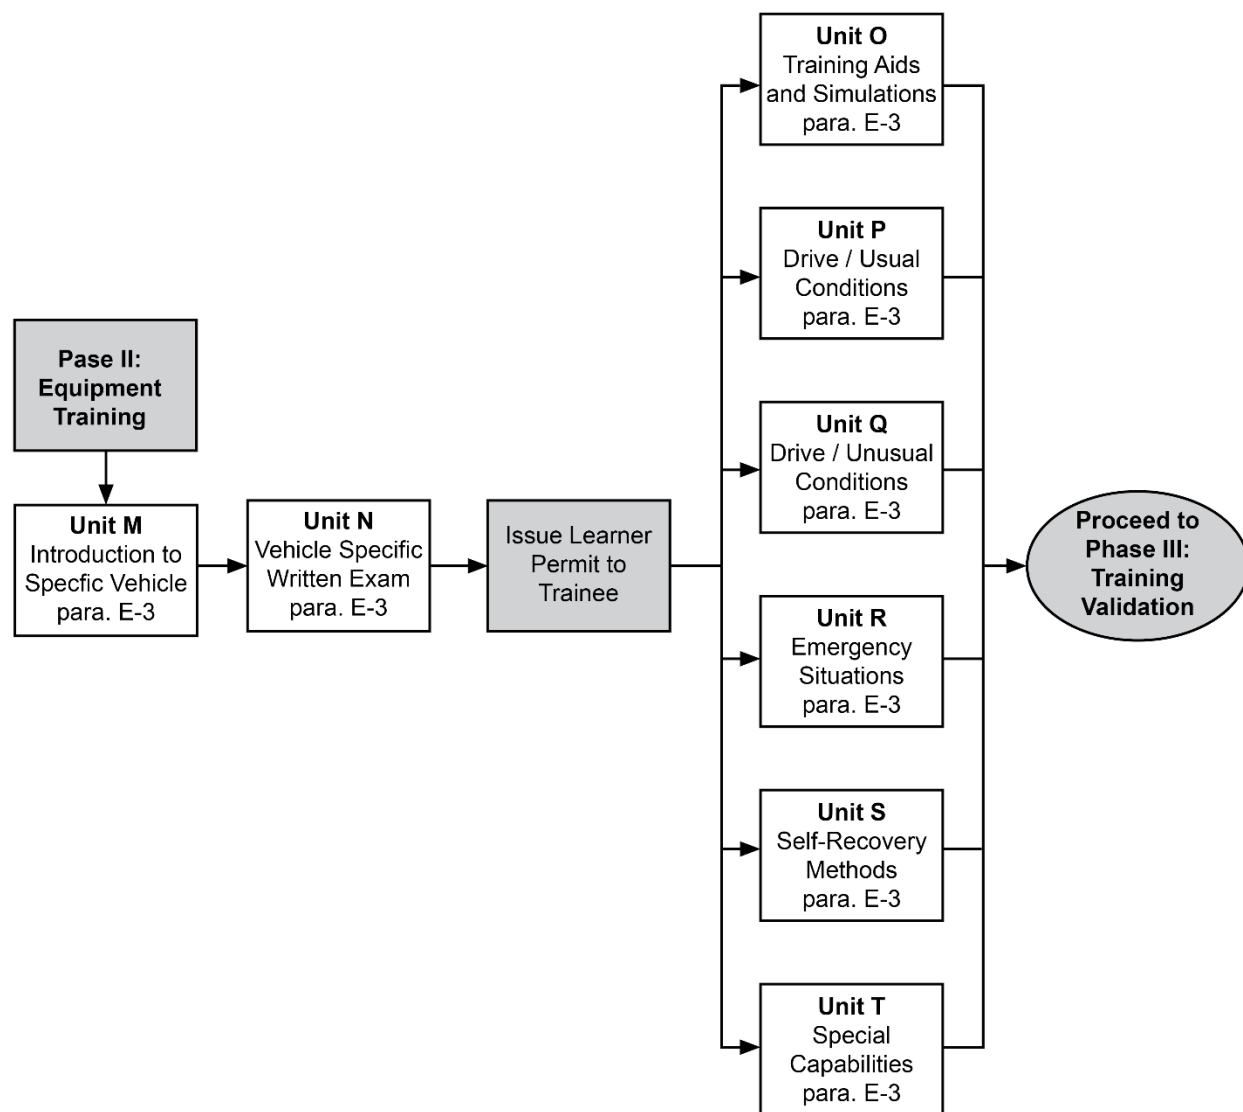 Pase II:
Equipment
Training
Unit M
Introduction to
Specfic Vehicle
para. E-3
Unit N
Vehicle Specific
Written Exam
para. E-3
Issue Learner
Permit to
Trainee
Unit O
Training Aids
and Simulations
para. E-3
Unit P
Drive / Usual
Conditions
para. E-3
Unit Q
Drive / Unusual
Conditions
para. E-3
Unit R
Emergency
Situations
para. E-3
Unit S
Self-Recovery
Methods
para. E-3
Unit T
Special
Capabilities
para. E-3
Proceed to
Phase III:
Training
Validation